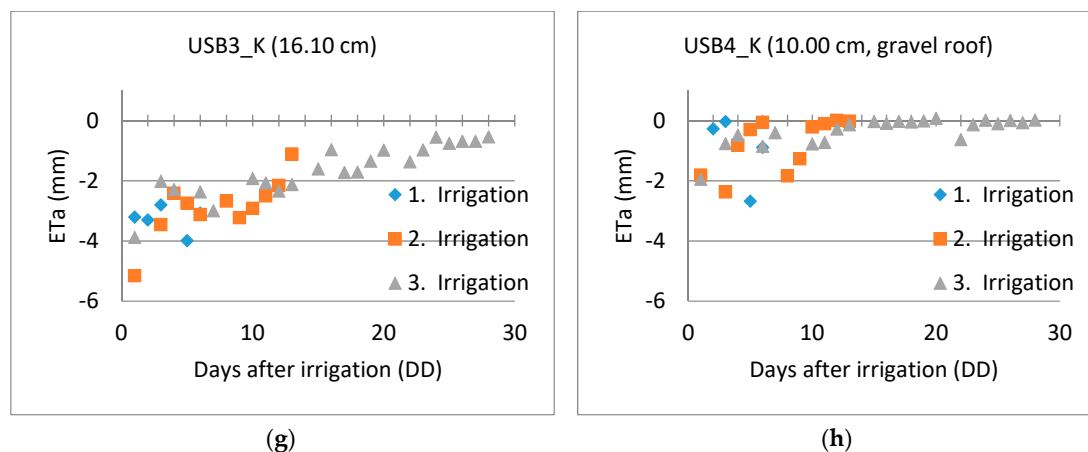 USB3_K (16.10 cm)
0
-2
-4
-6
ETa (mm)
1. Irrigation
2. Irrigation
3. Irrigation
0 10 20 30
Days after irrigation (DD)
(g)
USB4_K (10.00 cm, gravel roof)
0
-2
-4
-6
ETa (mm)
1. Irrigation
2. Irrigation
3. Irrigation
0 10 20 30
Days after irrigation (DD)
(h)